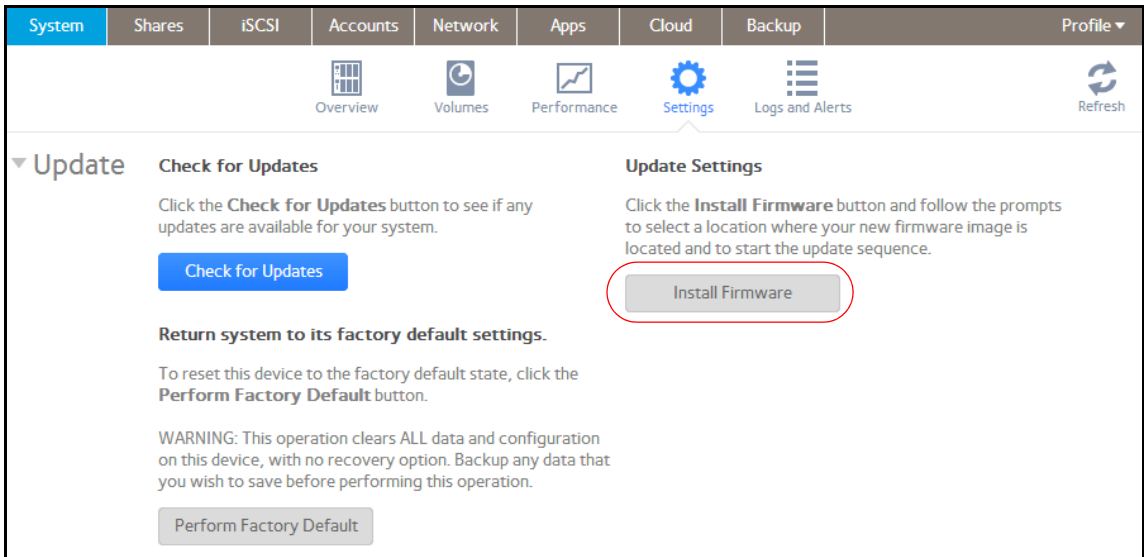 System Shares iSCSI Accounts Network Apps Cloud Backup Profile
Overview Volumes Performance Settings Logs and Alerts Refresh
Update
Check for Updates
Click the Check for Updates button to see if any
updates are available for your system.
Check for Updates
Return system to its factory default settings.
To reset this device to the factory default state, click the
Perform Factory Default button.
WARNING: This operation clears ALL data and configuration
on this device, with no recovery option. Backup any data that
you wish to save before performing this operation.
Perform Factory Default
Update Settings
Click the Install Firmware button and follow the prompts
to select a location where your new firmware image is
located and to start the update sequence.
Install Firmware